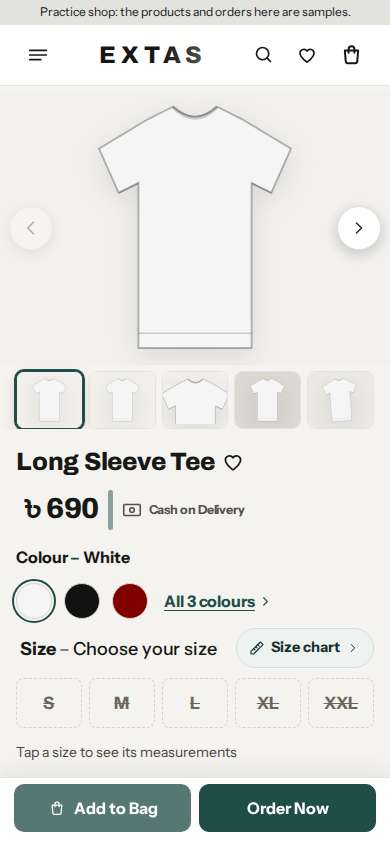 Practice shop: the products and orders here are samples.
EXTAS
Long Sleeve Tee
৳ 690
Cash on Delivery
Colour – White
All 3 colours
Size – Choose your size
Size chart
S M L XL XXL
Tap a size to see its measurements
Add to Bag
Order Now